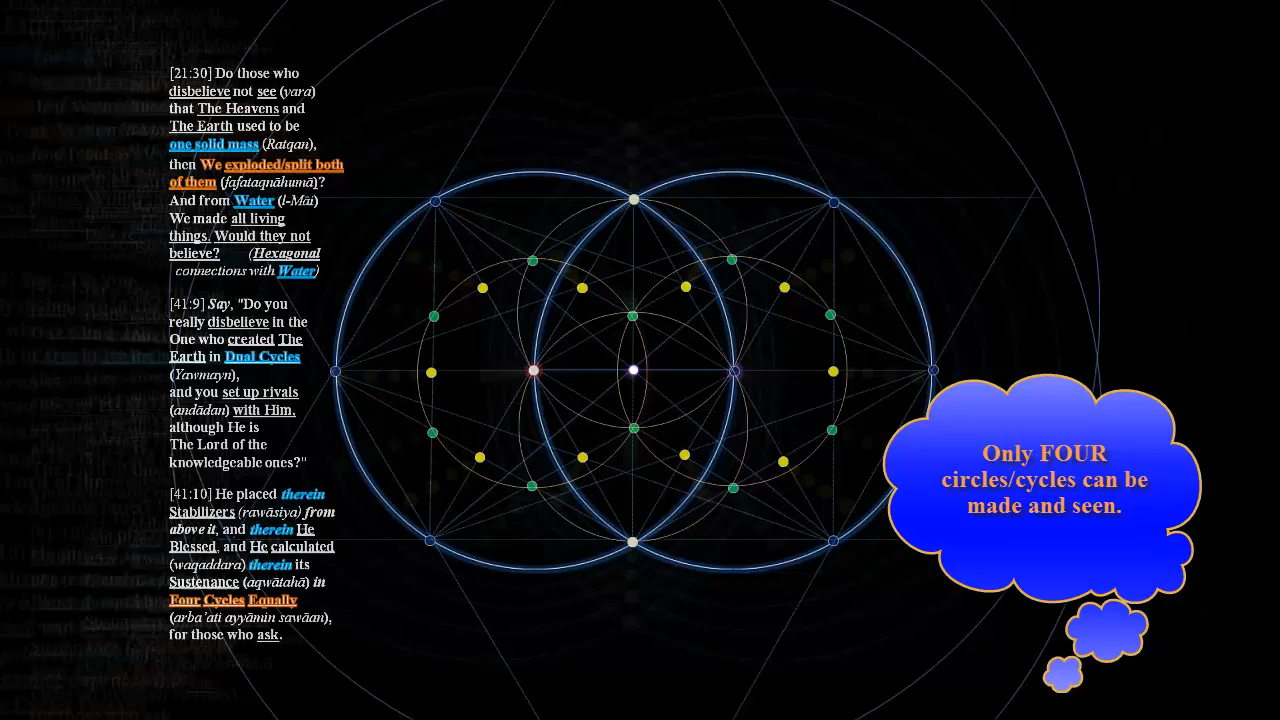 [21:30] Do those who
disbelieve not see (yara)
that The Heavens and
The Earth used to be
one solid mass (Ratqan),
then We exploded/split both
of them (fafataqnāhumā)?
And from Water (l-Māi)
We made all living
things. Would they not
believe? (Hexagonal
connections with Water)
[41:9] Say, "Do you
really disbelieve in the
One who created The
Earth in Dual Cycles
(Yawmayn),
and you set up rivals
(andādan) with Him,
although He is
The Lord of the
knowledgeable ones?"
[41:10] He placed therein
Stabilizers (rawāsiya) from
above it, and therein He
Blessed, and He calculated
(waqaddara) therein its
Sustenance (aqwātahā) in
Four Cycles Equally
(arba'ati ayyāmin sawāan),
for those who ask.
Only FOUR
circles/cycles can be
made and seen.